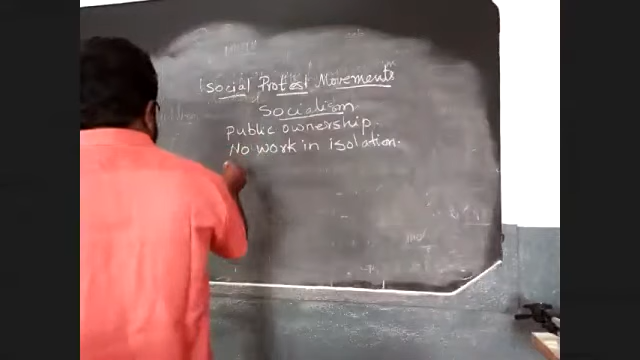 Social Protest Movements
Socialism
Public ownership.
No work in isolation.